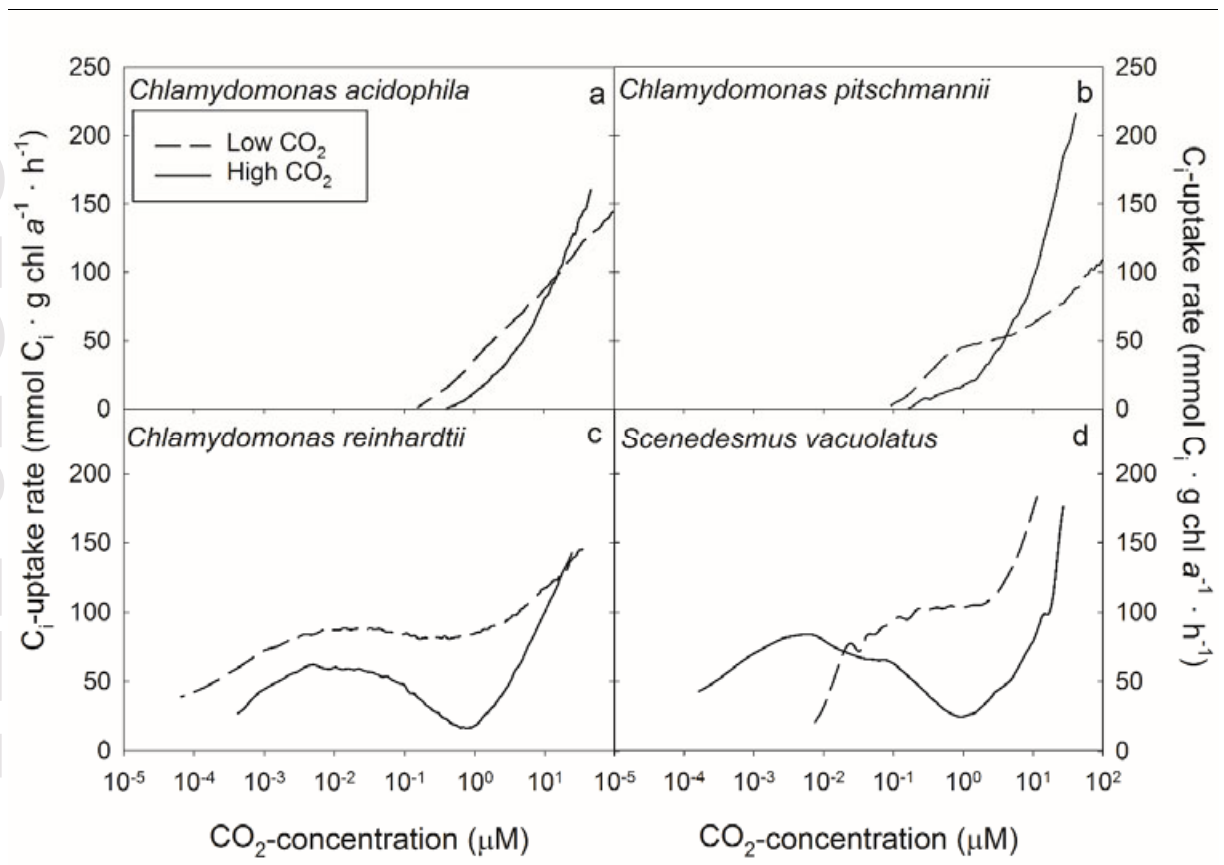 C_i-uptake rate (mmol C_i · g chl a⁻¹ · h⁻¹)
250
200
150
100
50
0
Chlamydomonas acidophila a
Low CO₂
High CO₂
Chlamydomonas pitschmannii b
250
200
150
100
50
0
C_i-uptake rate (mmol C_i · g chl a⁻¹ · h⁻¹)
200
150
100
50
0
Chlamydomonas reinhardtii c
Scenedesmus vacuolatus d
200
150
100
50
0
10⁻⁵ 10⁻⁴ 10⁻³ 10⁻² 10⁻¹ 10⁰ 10¹ 10⁻⁵ 10⁻⁴ 10⁻³ 10⁻² 10⁻¹ 10⁰ 10¹ 10²
CO₂-concentration (μM) CO₂-concentration (μM)